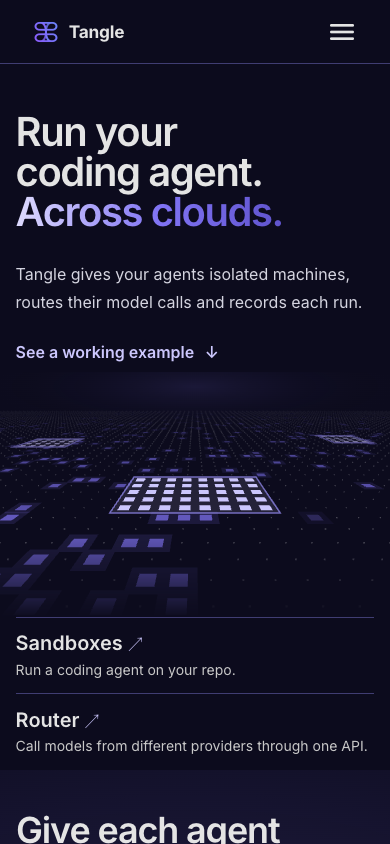 Tangle
Run your
coding agent.
Across clouds.
Tangle gives your agents isolated machines,
routes their model calls and records each run.
See a working example ↓
Sandboxes ↗
Run a coding agent on your repo.
Router ↗
Call models from different providers through one API.
Give each agent